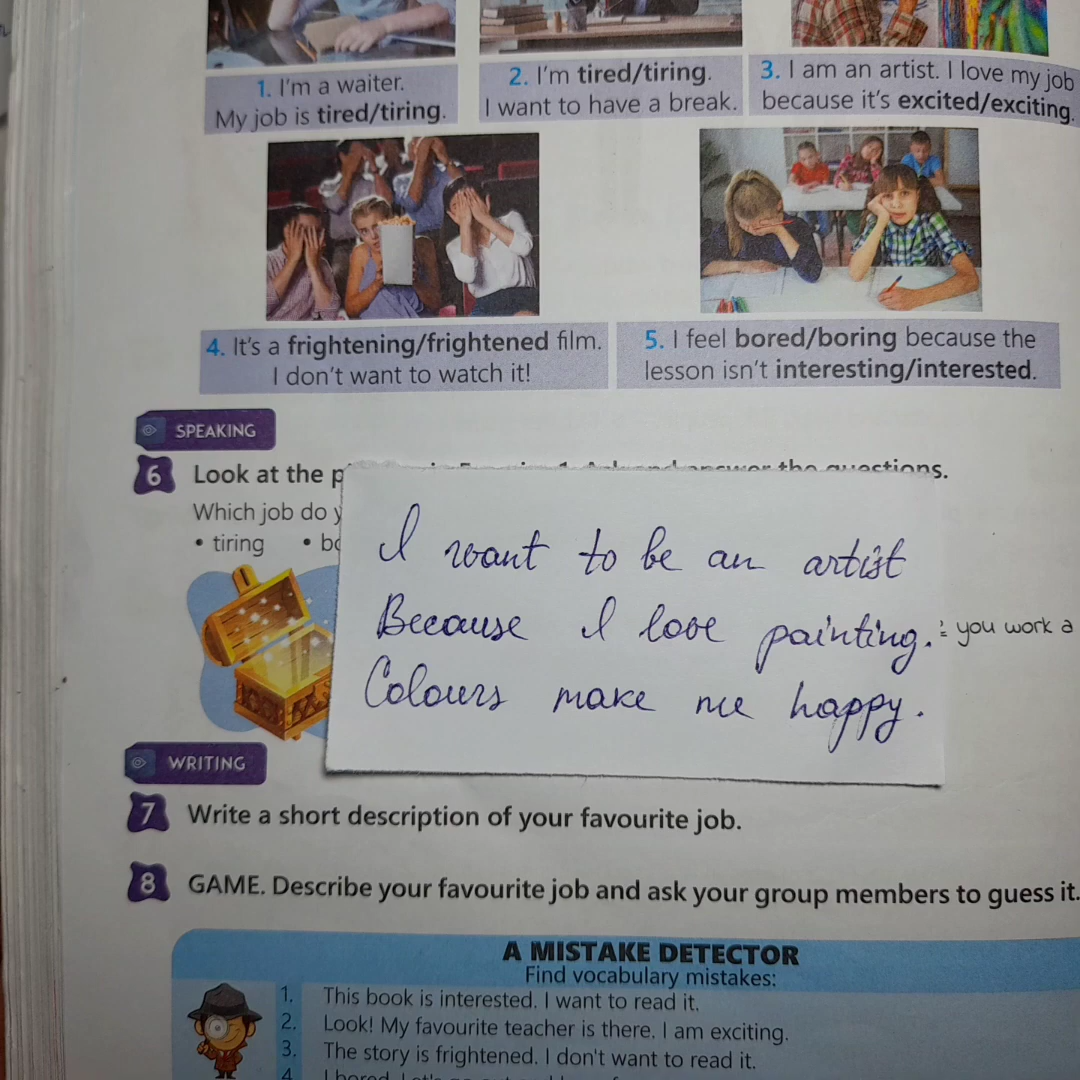 1. I'm a waiter.
My job is tired/tiring.
2. I'm tired/tiring.
I want to have a break.
3. I am an artist. I love my job
because it's excited/exciting.
4. It's a frightening/frightened film.
I don't want to watch it!
5. I feel bored/boring because the
lesson isn't interesting/interested.
SPEAKING
6 Look at the answer the questions.
Which job do
• tiring •
I want to be an artist
Because I love painting.
Colours make me happy.
you work a
WRITING
7 Write a short description of your favourite job.
8 GAME. Describe your favourite job and ask your group members to guess it.
A MISTAKE DETECTOR
Find vocabulary mistakes:
1. This book is interested. I want to read it.
2. Look! My favourite teacher is there. I am exciting.
3. The story is frightened. I don't want to read it.
4. I bored.